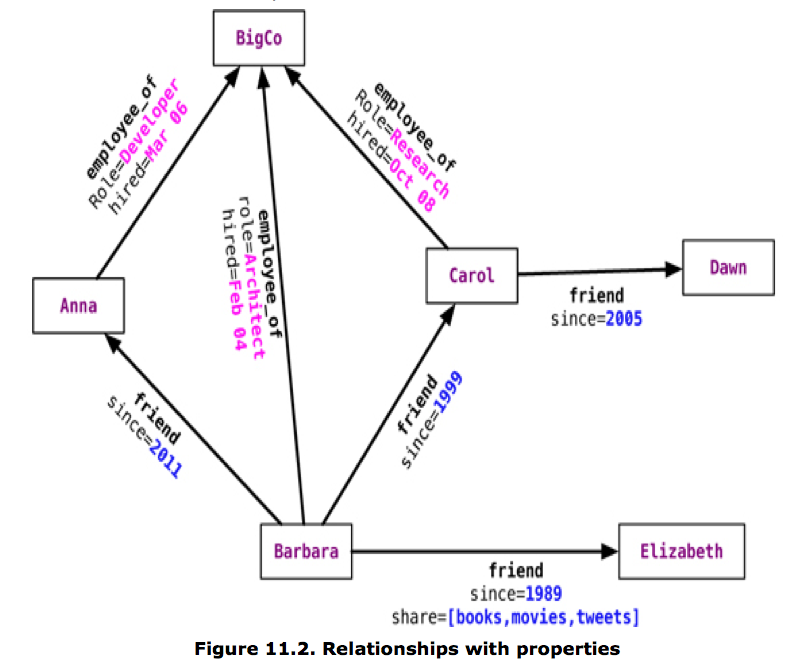 BigCo
employee_of
Role=Developer
hired=Mar 06
employee_of
Role=Research
hired=Oct 08
employee_of
role=Architect
hired=Feb 04
Anna
Carol
Dawn
friend
since=2005
friend
since=2011
friend
since=1999
Barbara
Elizabeth
friend
since=1989
share=[books,movies,tweets]
Figure 11.2. Relationships with properties